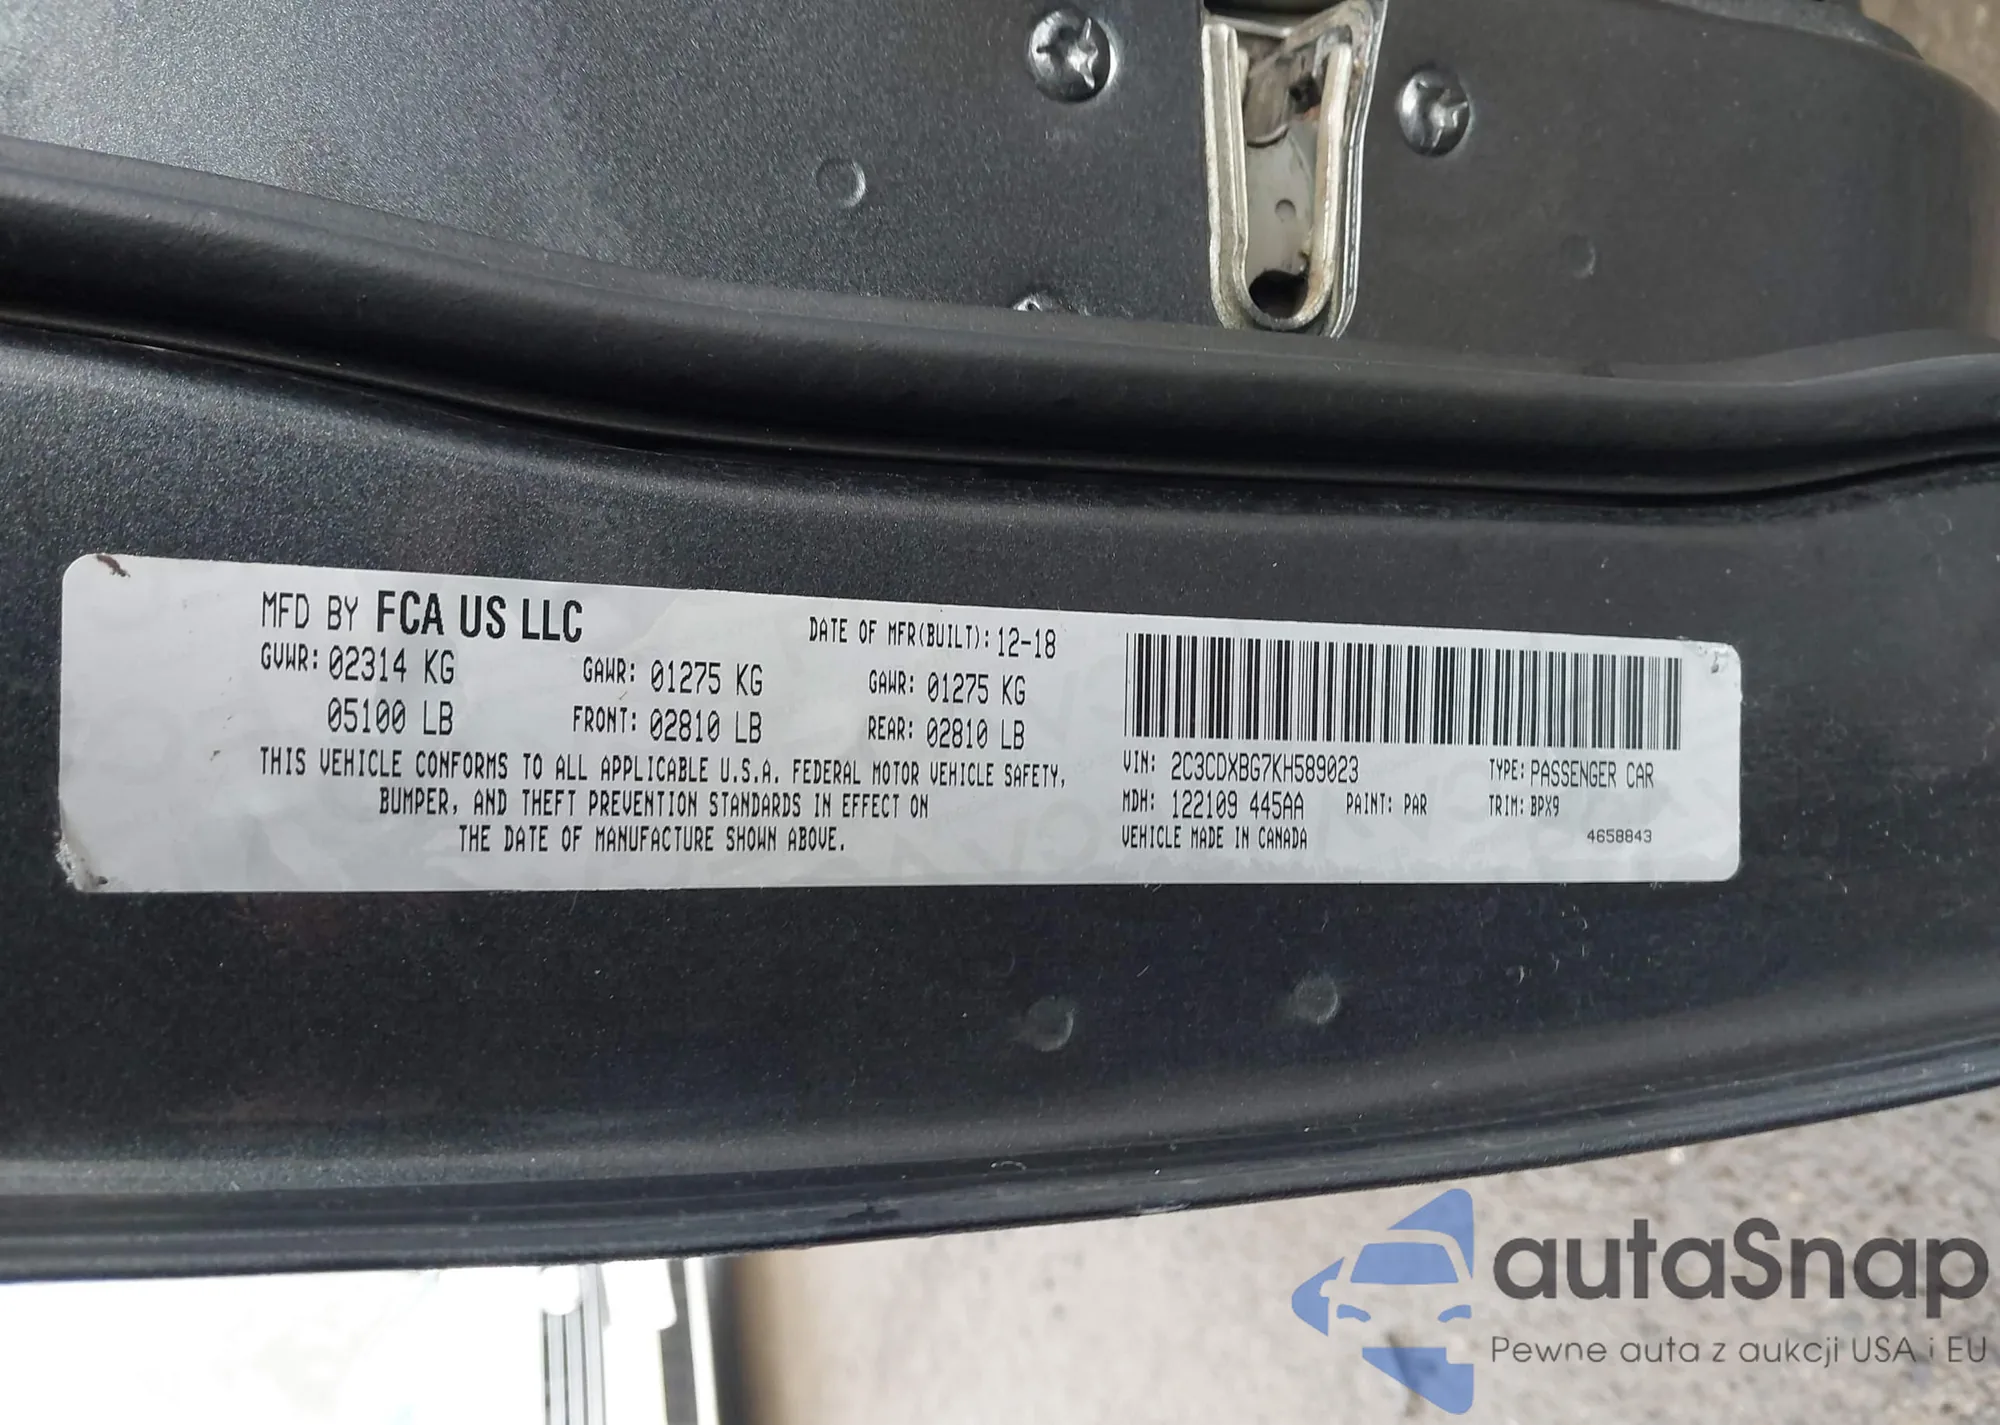 MFD BY FCA US LLC
DATE OF MFR(BUILT): 12-18
GVWR: 02314 KG GAWR: 01275 KG GAWR: 01275 KG
05100 LB FRONT: 02810 LB REAR: 02810 LB
THIS VEHICLE CONFORMS TO ALL APPLICABLE U.S.A. FEDERAL MOTOR VEHICLE SAFETY,
BUMPER, AND THEFT PREVENTION STANDARDS IN EFFECT ON
THE DATE OF MANUFACTURE SHOWN ABOVE.
VIN: 2C3CDXBG7KH589023 TYPE: PASSENGER CAR
MDH: 122109 445AA PAINT: PAR TRIM: BPX9
VEHICLE MADE IN CANADA 4658843
autaSnap
Pewne auta z aukcji USA i EU